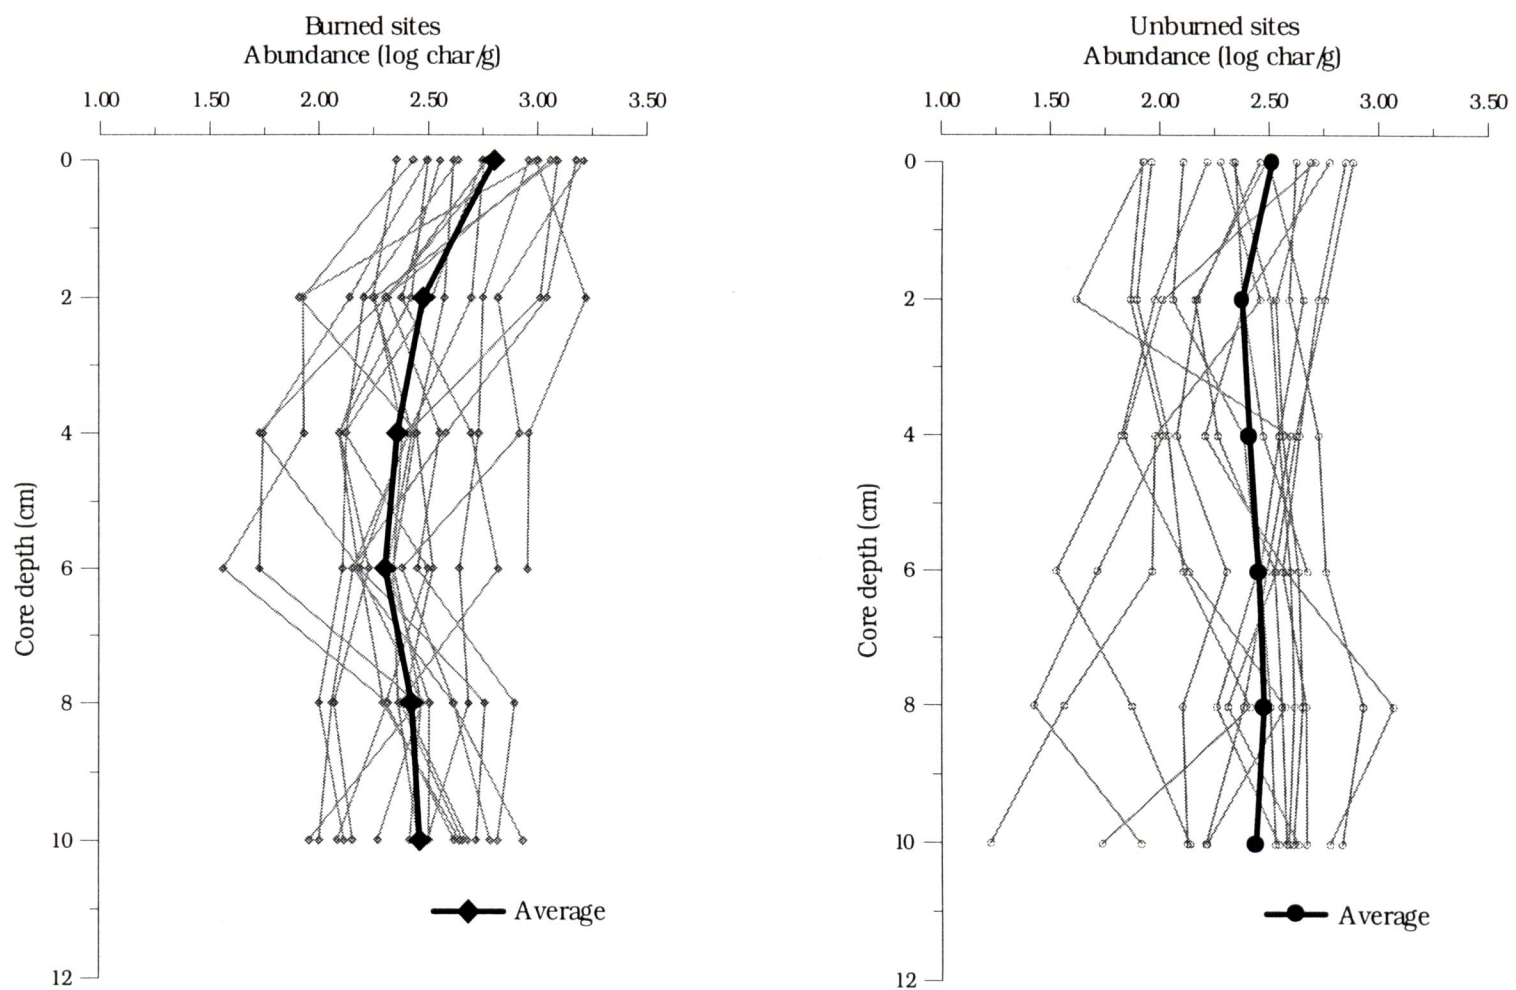 Burned sites
Abundance (log char/g)
1.00 1.50 2.00 2.50 3.00 3.50
0
2
4
6
8
10
12
Core depth (cm)
Average
Unburned sites
Abundance (log char/g)
1.00 1.50 2.00 2.50 3.00 3.50
0
2
4
6
8
10
12
Core depth (cm)
Average